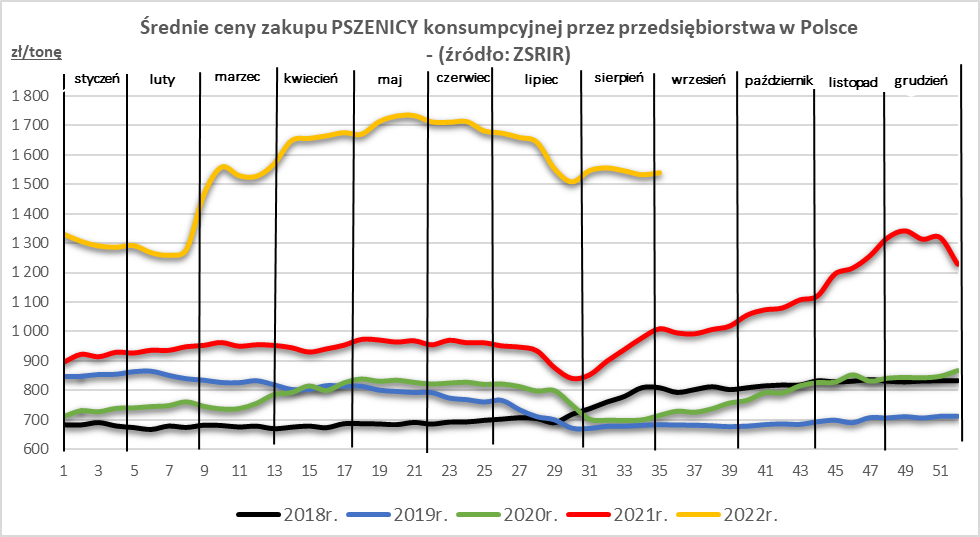 Średnie ceny zakupu PSZENICY konsumpcyjnej przez przedsiębiorstwa w Polsce
- (źródło: ZSRIR)
zł/tonę
styczeń luty marzec kwiecień maj czerwiec lipiec sierpień wrzesień październik listopad grudzień
1 800
1 700
1 600
1 500
1 400
1 300
1 200
1 100
1 000
900
800
700
600
1 3 5 7 9 11 13 15 17 19 21 23 25 27 29 31 33 35 37 39 41 43 45 47 49 51
2018r. 2019r. 2020r. 2021r. 2022r.